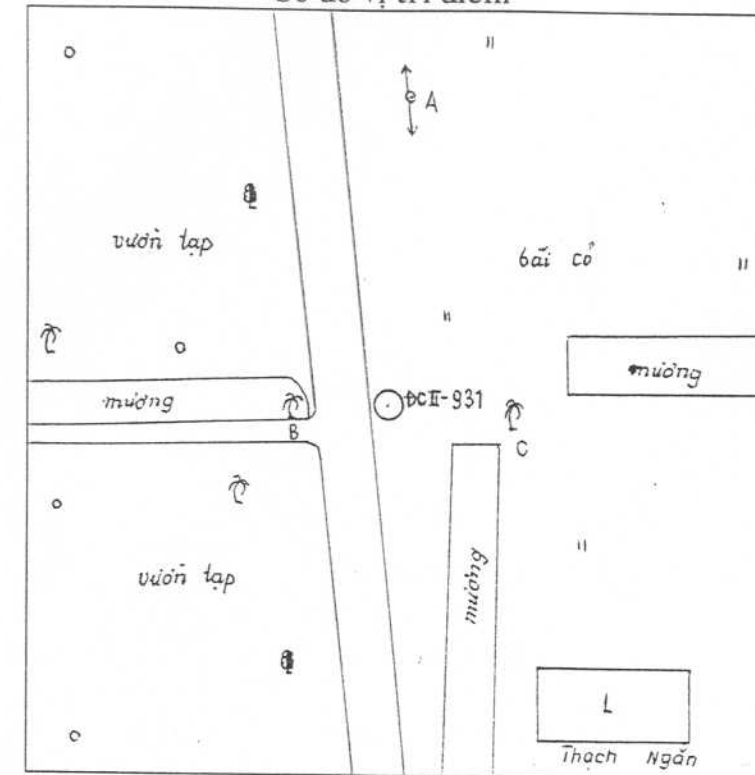 Sơ đồ vị trí điểm
A
vườn tạp
bãi cỏ
mương
mương
ĐCII-931
B
C
mương
vườn tạp
L
Thạch Ngãn